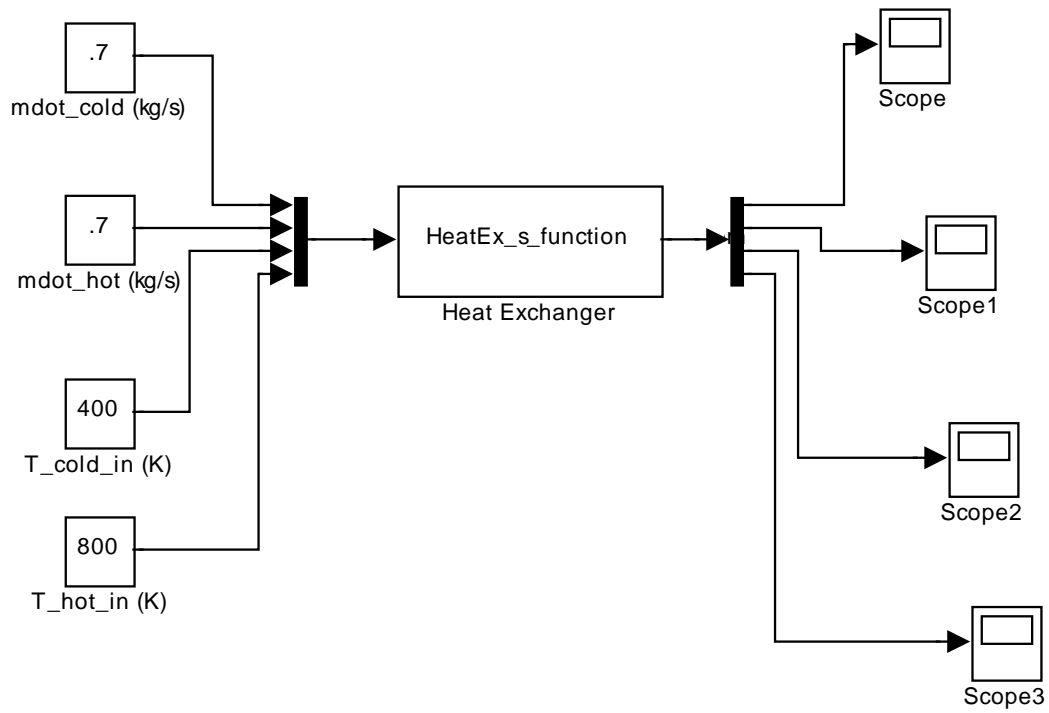 .7
mdot_cold (kg/s)
.7
mdot_hot (kg/s)
400
T_cold_in (K)
800
T_hot_in (K)
HeatEx_s_function
Heat Exchanger
Scope
Scope1
Scope2
Scope3